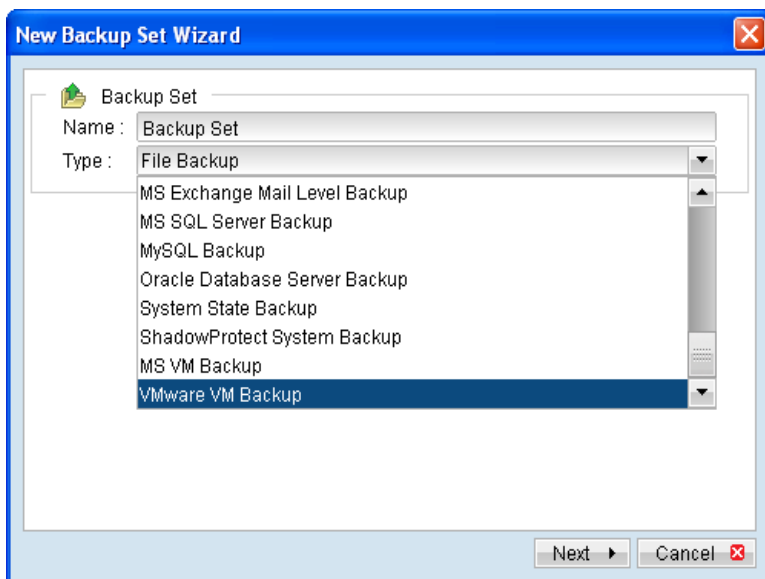 New Backup Set Wizard
Backup Set
Name : Backup Set
Type : File Backup
MS Exchange Mail Level Backup
MS SQL Server Backup
MySQL Backup
Oracle Database Server Backup
System State Backup
ShadowProtect System Backup
MS VM Backup
VMware VM Backup
Next Cancel